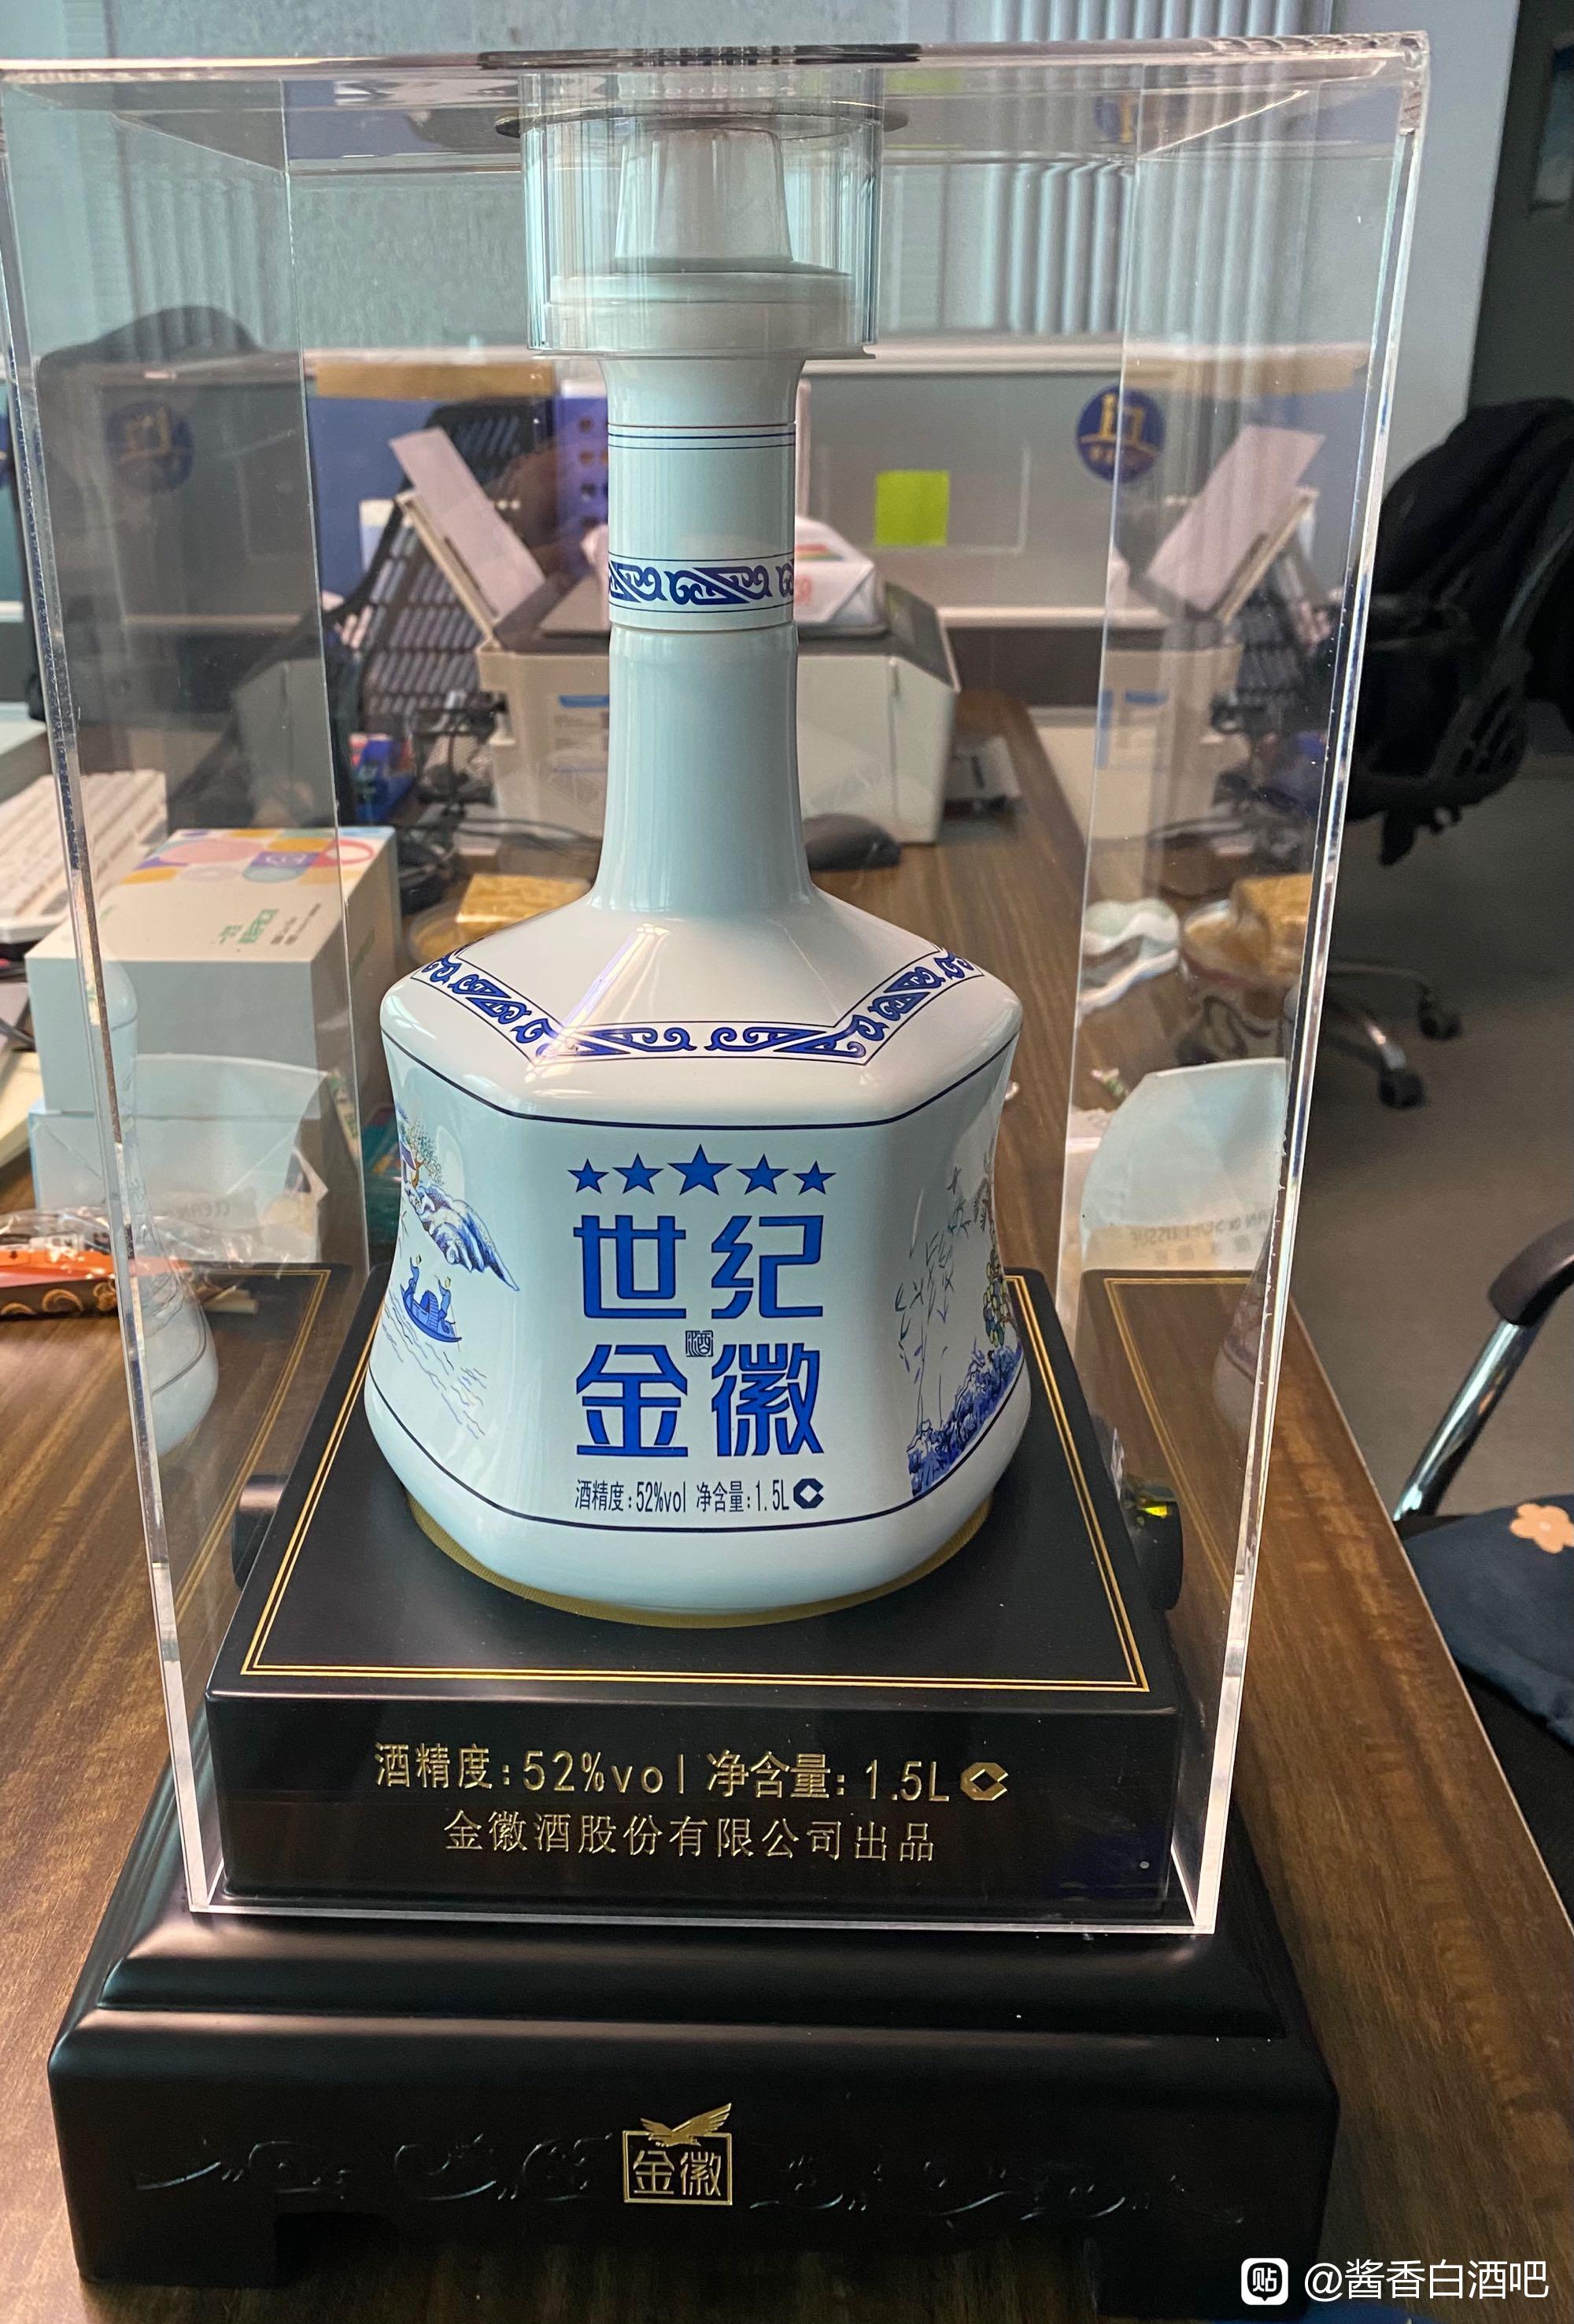 世纪
金徽
酒
酒精度:52%vol 净含量:1.5L
酒精度:52%vol 净含量:1.5L
金徽酒股份有限公司出品
金徽
贴 @酱香白酒吧